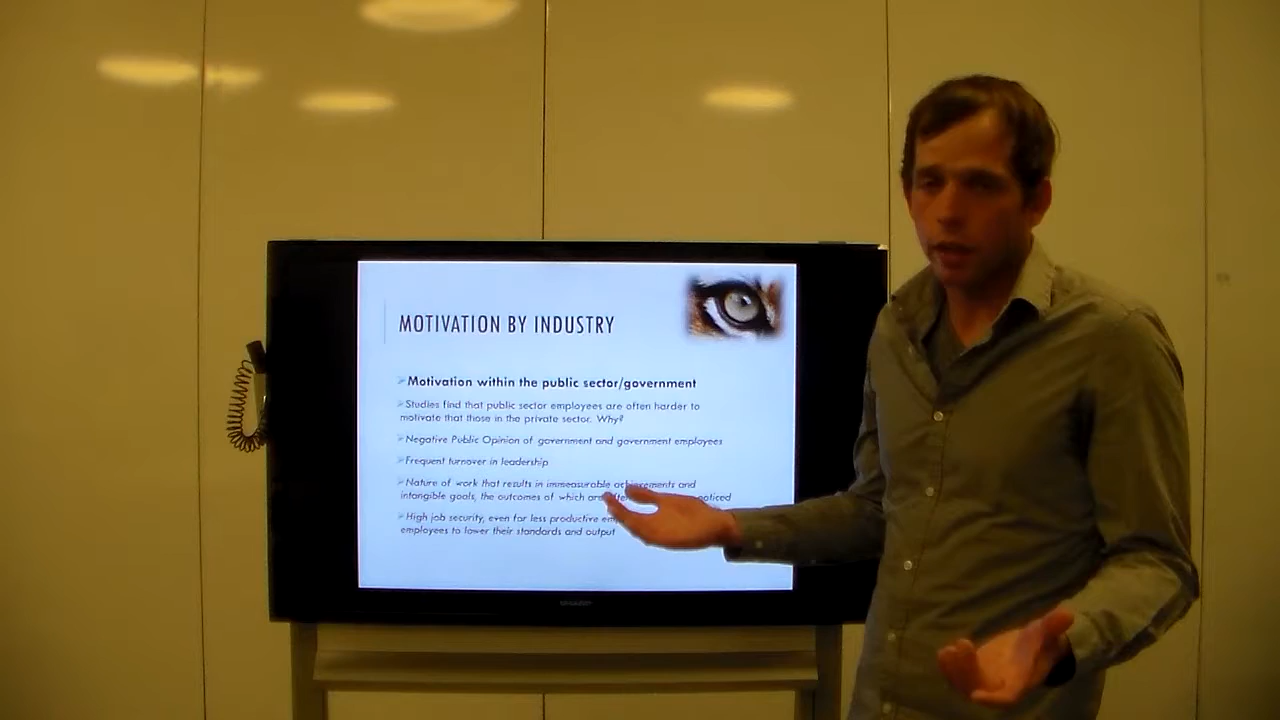 MOTIVATION BY INDUSTRY
Motivation within the public sector/government
Studies find that public sector employees are often harder to
motivate that those in the private sector. Why?
Negative Public Opinion of government and government employees
Frequent turnover in leadership
Nature of work that results in immeasurable achievements and
intangible goals, the outcomes of which are noticed
High job security, even for less productive
employees to lower their standards and output
SHARP